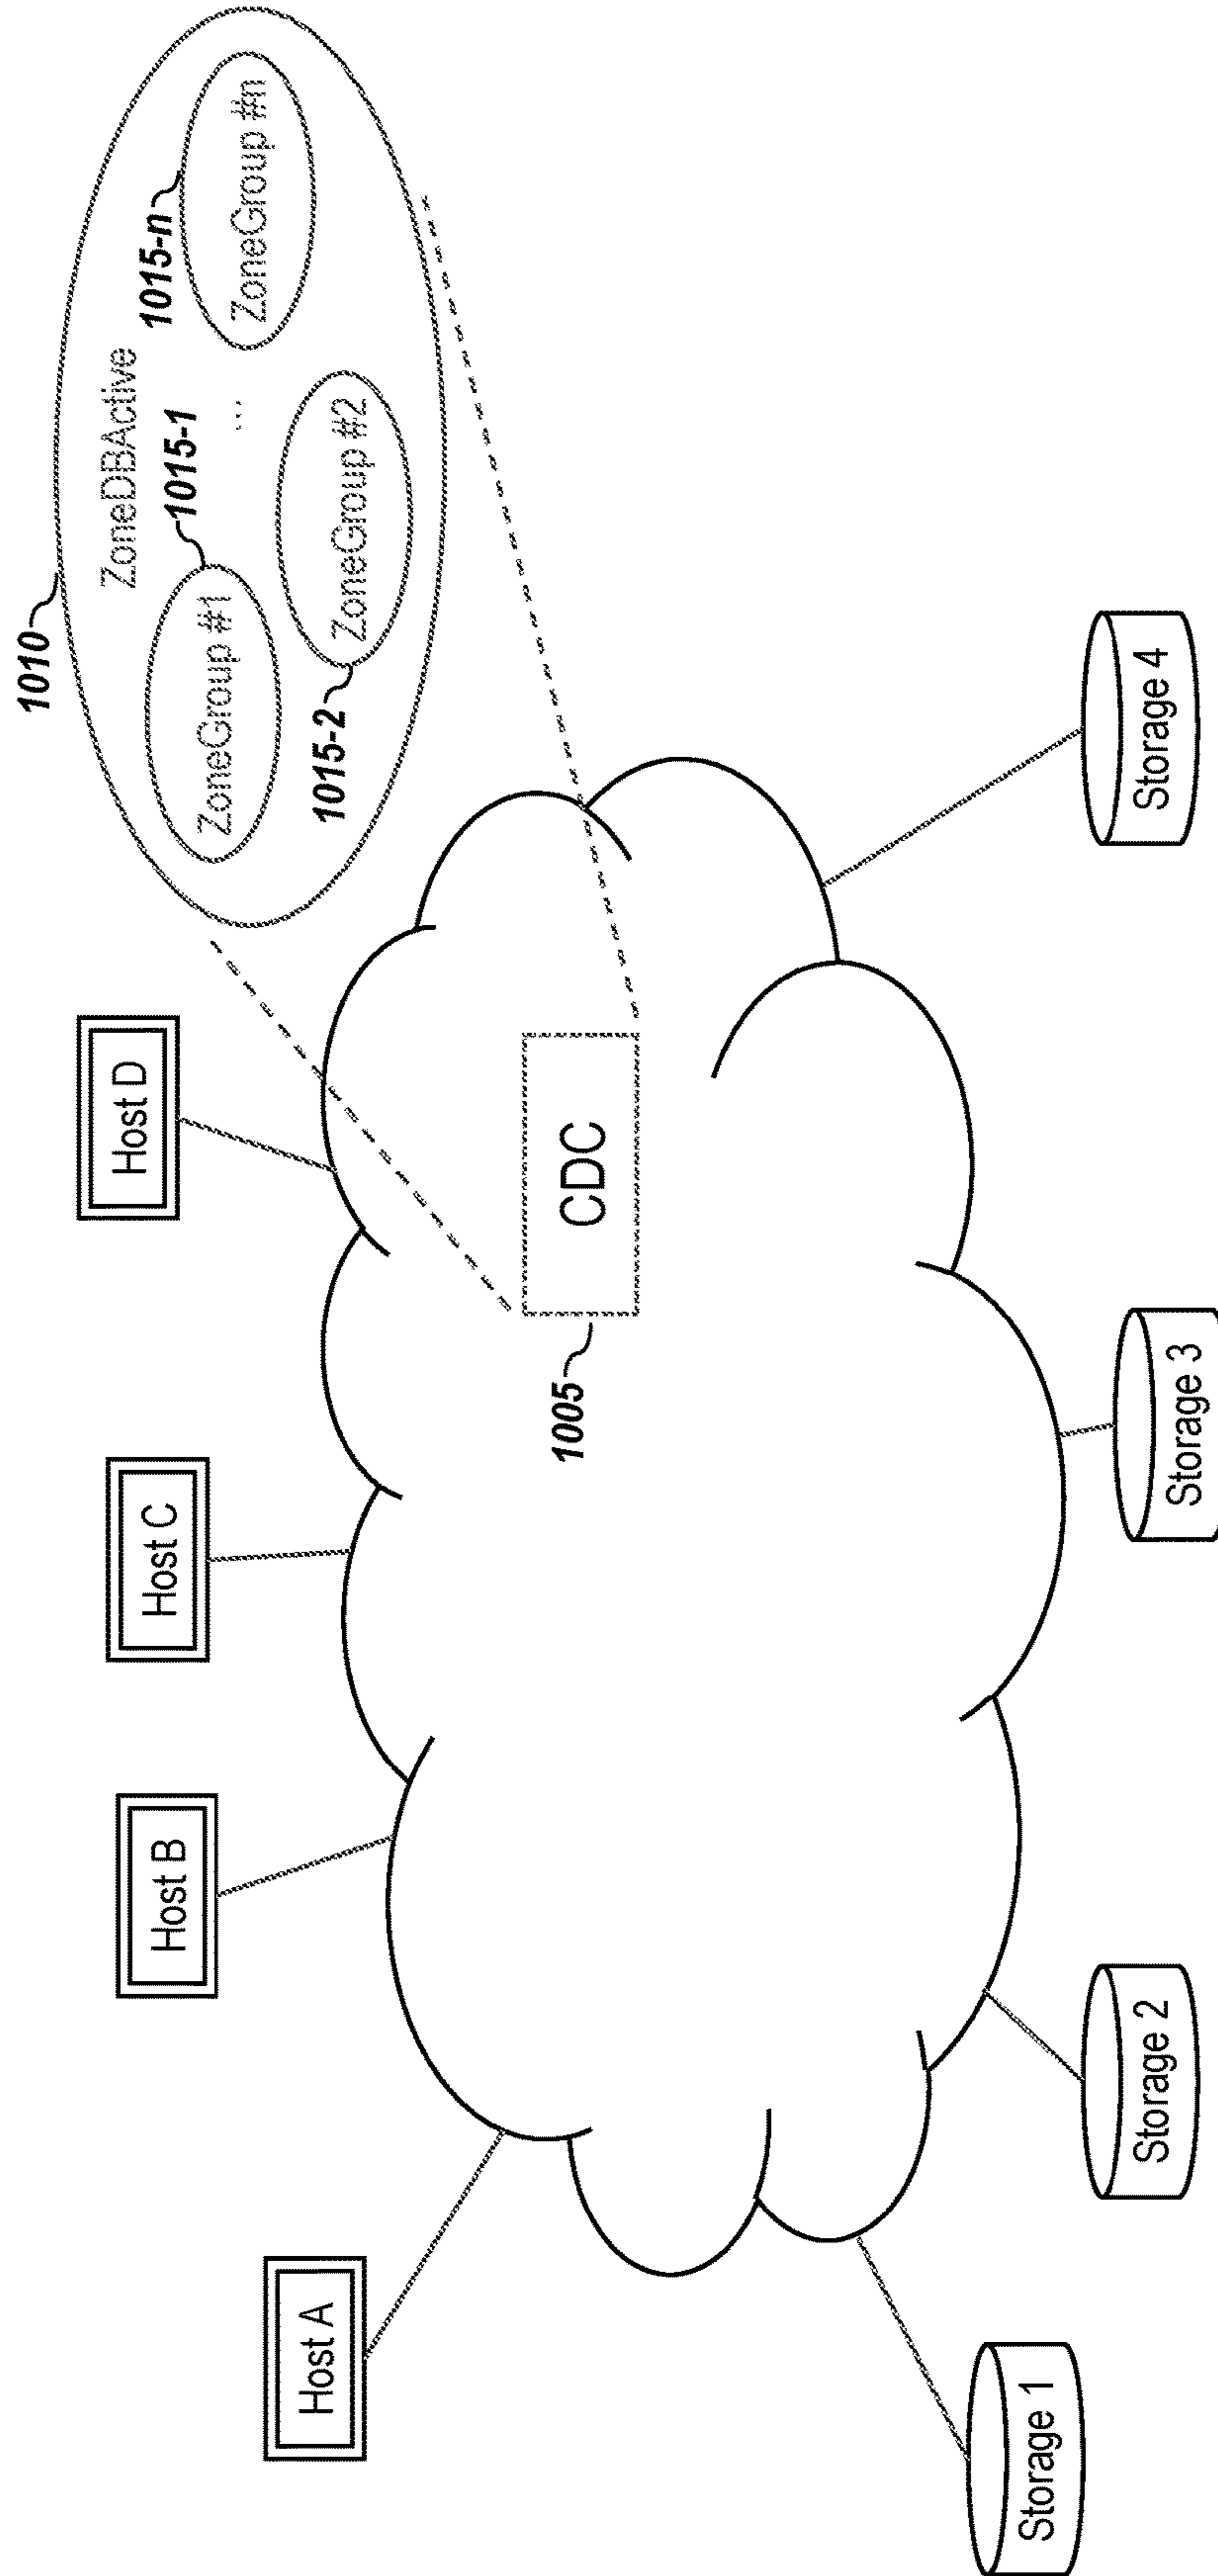 1010
ZoneDBActive
1015-1
1015-n
ZoneGroup #1
...
ZoneGroup #n
1015-2
ZoneGroup #2
Host A
Host B
Host C
Host D
1005
CDC
Storage 1
Storage 2
Storage 3
Storage 4